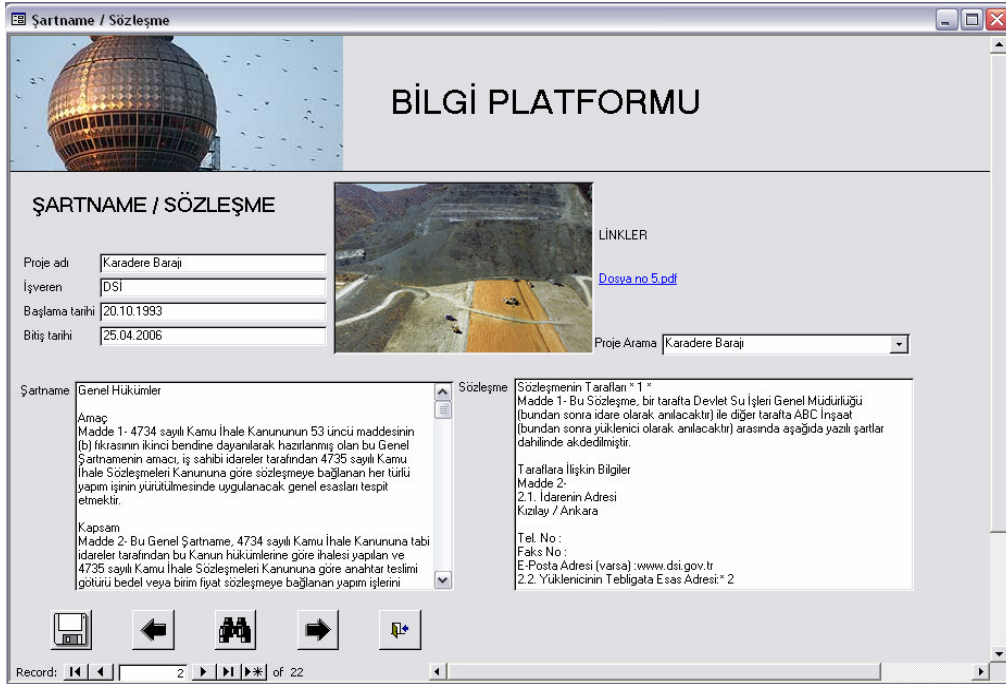 Şartname / Sözleşme
BİLGİ PLATFORMU
ŞARTNAME / SÖZLEŞME
Proje adı Karadere Barajı
İşveren DSİ
Başlama tarihi 20.10.1993
Bitiş tarihi 25.04.2006
LİNKLER
Dosya no 5.pdf
Proje Arama Karadere Barajı
Şartname Genel Hükümler
Amaç
Madde 1- 4734 sayılı Kamu İhale Kanununun 53 üncü maddesinin
(b) fıkrasının ikinci bendine dayanılarak hazırlanmış olan bu Genel
Şartnamenin amacı, iş sahibi idareler tarafından 4735 sayılı Kamu
İhale Sözleşmeleri Kanununa göre sözleşmeye bağlanan her türlü
yapım işinin yürütülmesinde uygulanacak genel esasları tespit
etmektir.
Kapsam
Madde 2- Bu Genel Şartname, 4734 sayılı Kamu İhale Kanununa tabi
idareler tarafından bu Kanun hükümlerine göre ihalesi yapılan ve
4735 sayılı Kamu İhale Sözleşmeleri Kanununa göre anahtar teslimi
götürü bedel veya birim fiyat sözleşmeye bağlanan yapım işlerini
Sözleşme Sözleşmenin Tarafları * 1 *
Madde 1- Bu Sözleşme, bir tarafta Devlet Su İşleri Genel Müdürlüğü
(bundan sonra idare olarak anılacaktır) ile diğer tarafta ABC İnşaat
(bundan sonra yüklenici olarak anılacaktır) arasında aşağıda yazılı şartlar
dahilinde akdedilmiştir.
Taraflara İlişkin Bilgiler
Madde 2-
2.1. İdarenin Adresi
Kızılay / Ankara
Tel. No :
Faks No :
E-Posta Adresi (varsa) :www.dsi.gov.tr
2.2. Yüklenicinin Tebligata Esas Adresi:* 2
Record: 2 of 22